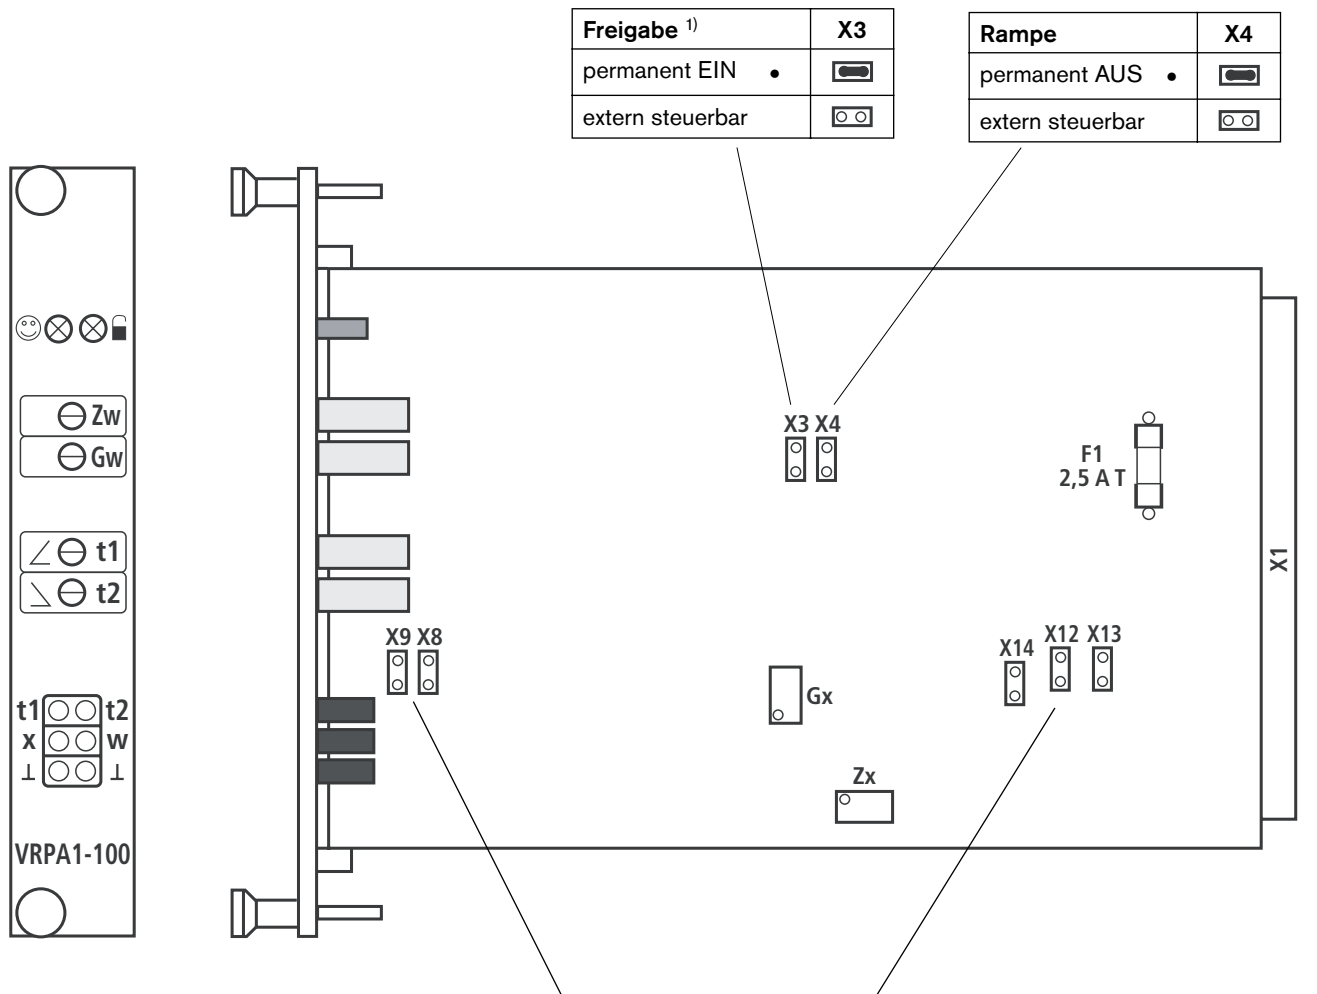 Freigabe 1) X3
permanent EIN •
extern steuerbar
Rampe X4
permanent AUS •
extern steuerbar
Zw
Gw
t1
t2
t1 t2
x w
⊥ ⊥
VRPA1-100
X3 X4
F1
2,5 A T
X1
X9 X8
X14 X12 X13
Gx
Zx